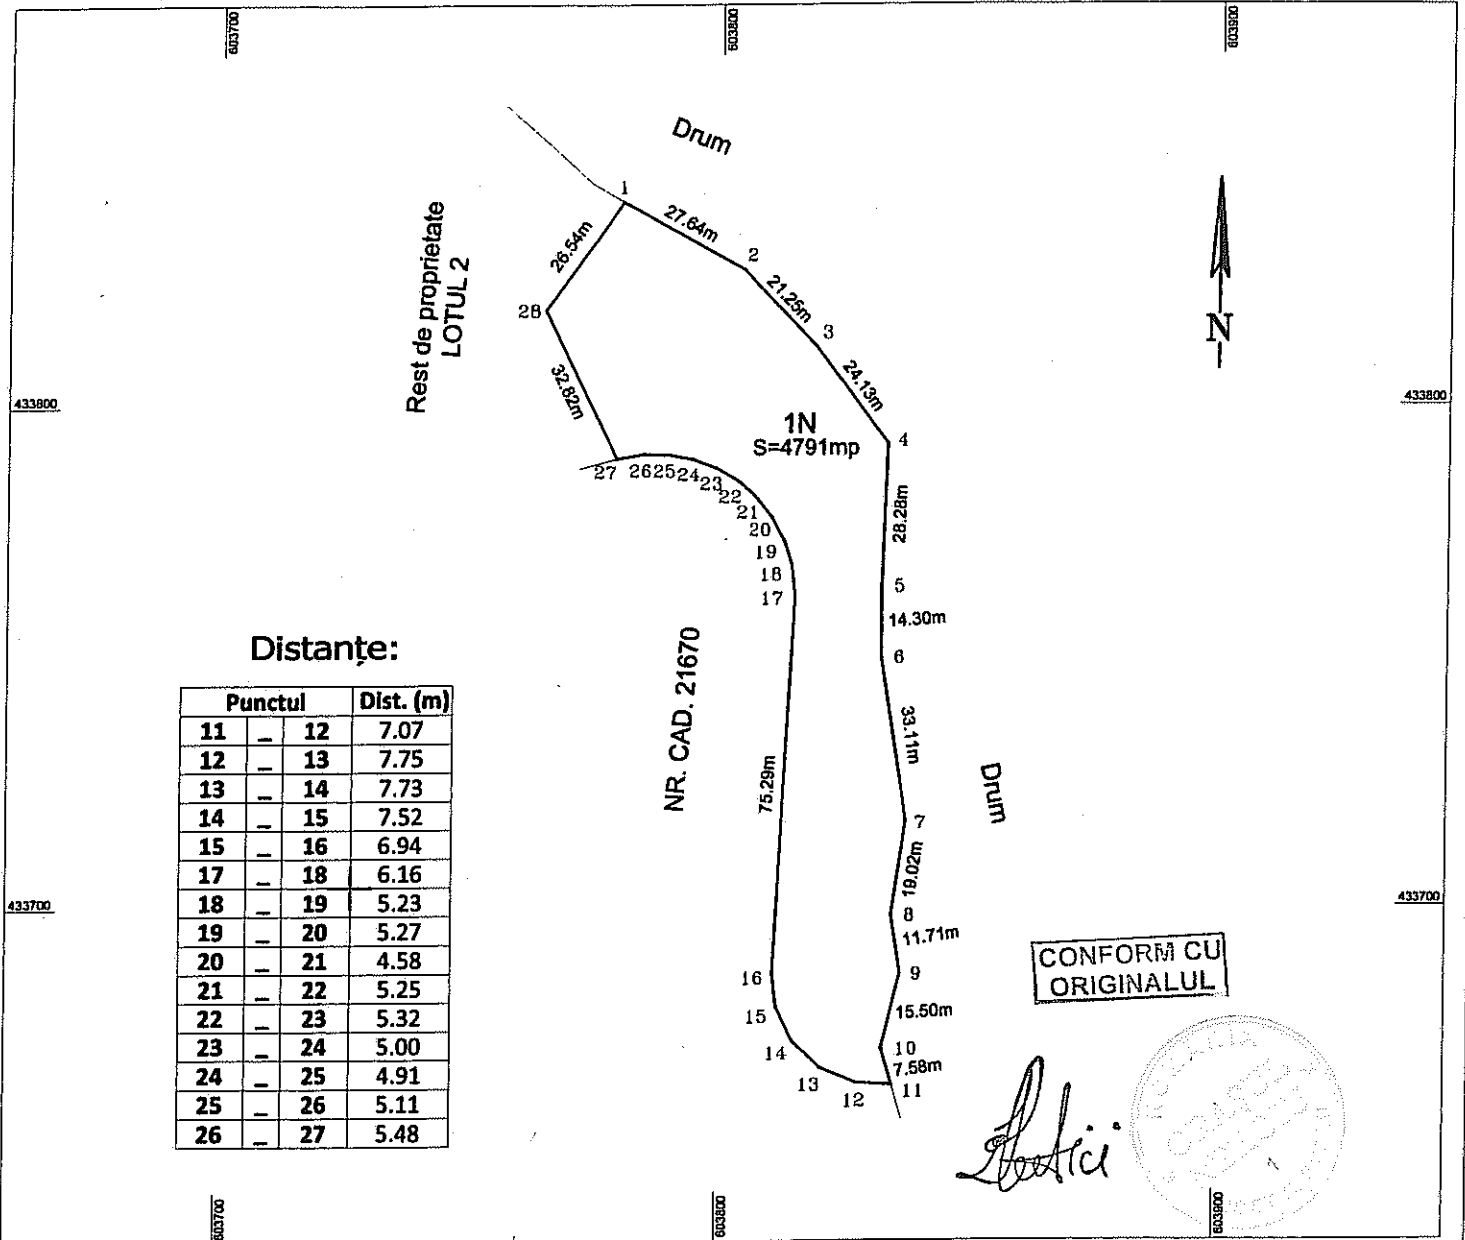 603700
603800
603900
Drum
1
27.64m
2
26.54m
21.25m
3
Rest de proprietate
LOTUL 2
28
24.13m
32.82m
433800
433800
1N
S=4791mp
4
27
26
25
24
23
22
21
20
19
18
17
28.28m
5
14.30m
6
Distanțe:
Punctul Dist. (m)
11 _ 12 7.07
12 _ 13 7.75
13 _ 14 7.73
14 _ 15 7.52
15 _ 16 6.94
17 _ 18 6.16
18 _ 19 5.23
19 _ 20 5.27
20 _ 21 4.58
21 _ 22 5.25
22 _ 23 5.32
23 _ 24 5.00
24 _ 25 4.91
25 _ 26 5.11
26 _ 27 5.48
NR. CAD. 21670
75.29m
33.11m
Drum
7
19.02m
8
11.71m
9
15.50m
10
7.58m
11
12
13
14
15
16
N
433700
433700
CONFORM CU
ORIGINALUL
603700
603800
603900